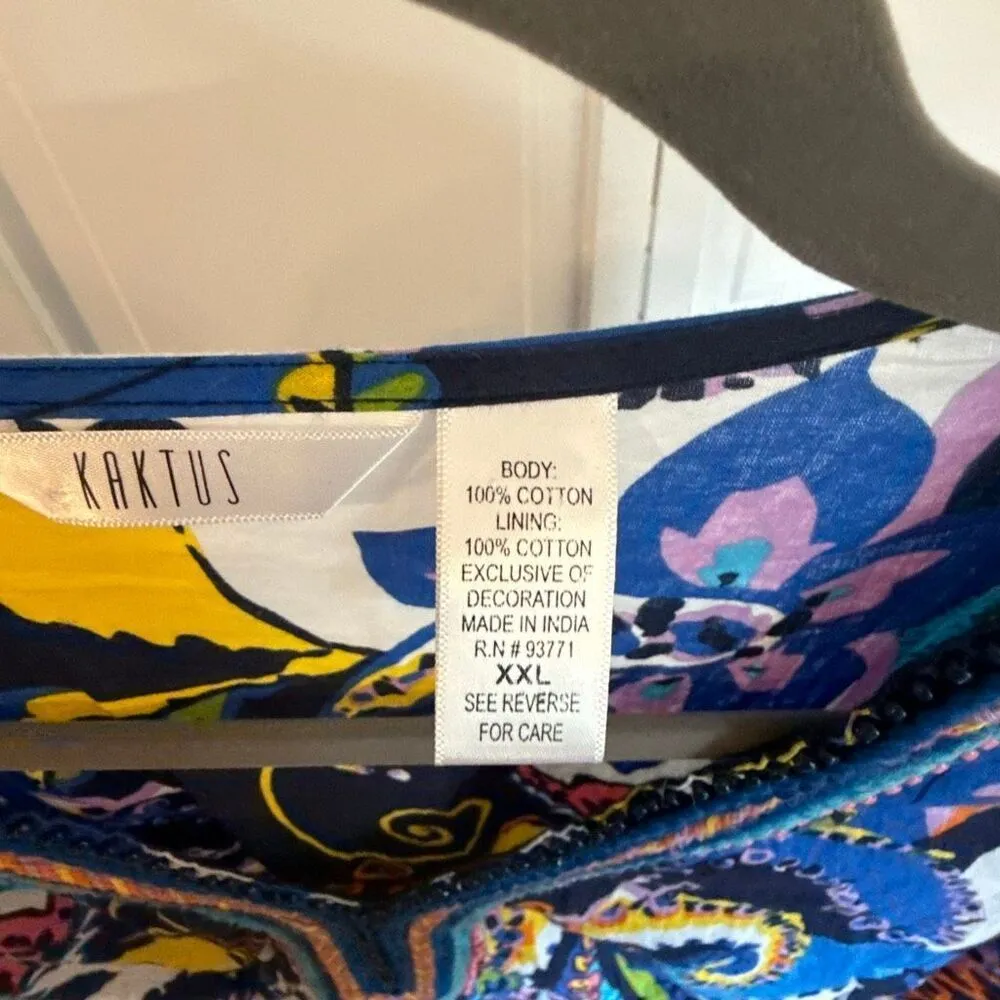 KAKTUS
BODY:
100% COTTON
LINING:
100% COTTON
EXCLUSIVE OF
DECORATION
MADE IN INDIA
R.N # 93771
XXL
SEE REVERSE
FOR CARE